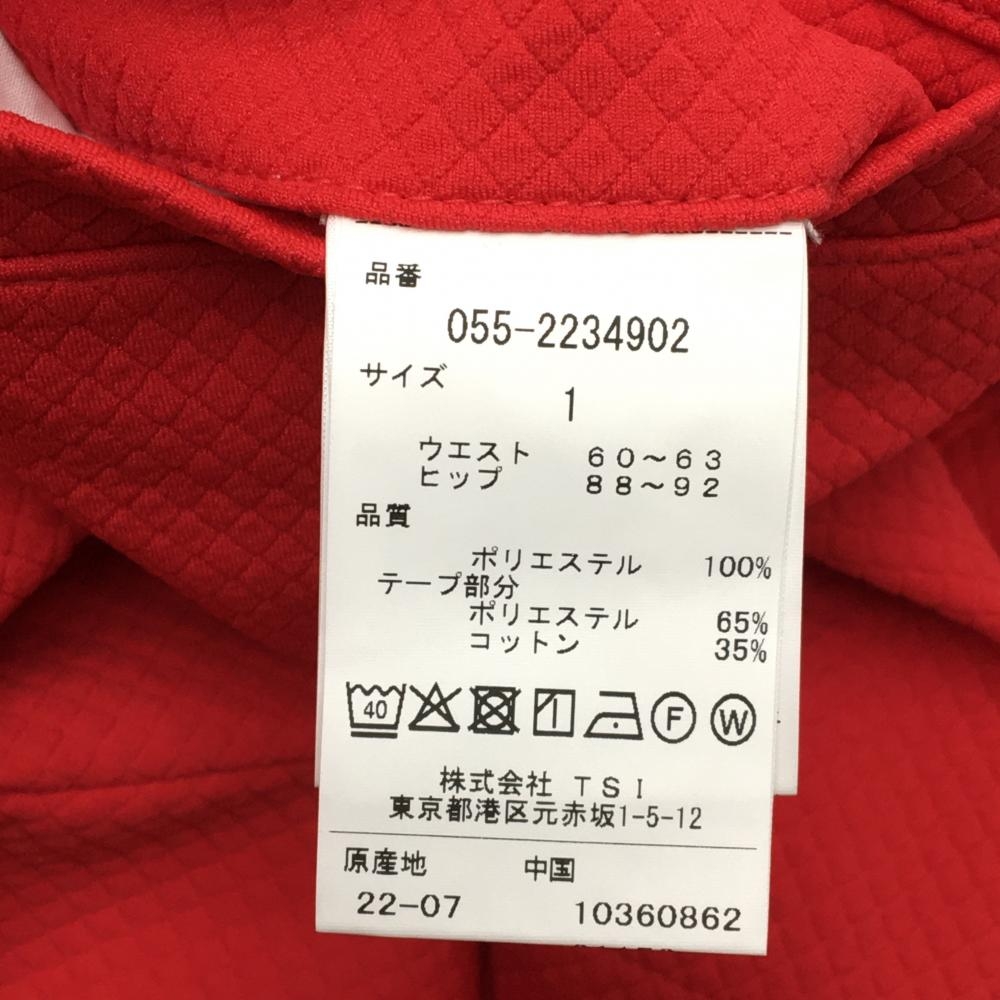 品番
055-2234902
サイズ
1
ウエスト 60～63
ヒップ 88～92
品質
ポリエステル 100%
テープ部分
ポリエステル 65%
コットン 35%
40 F W
株式会社 TSI
東京都港区元赤坂1-5-12
原産地 中国
22-07 10360862